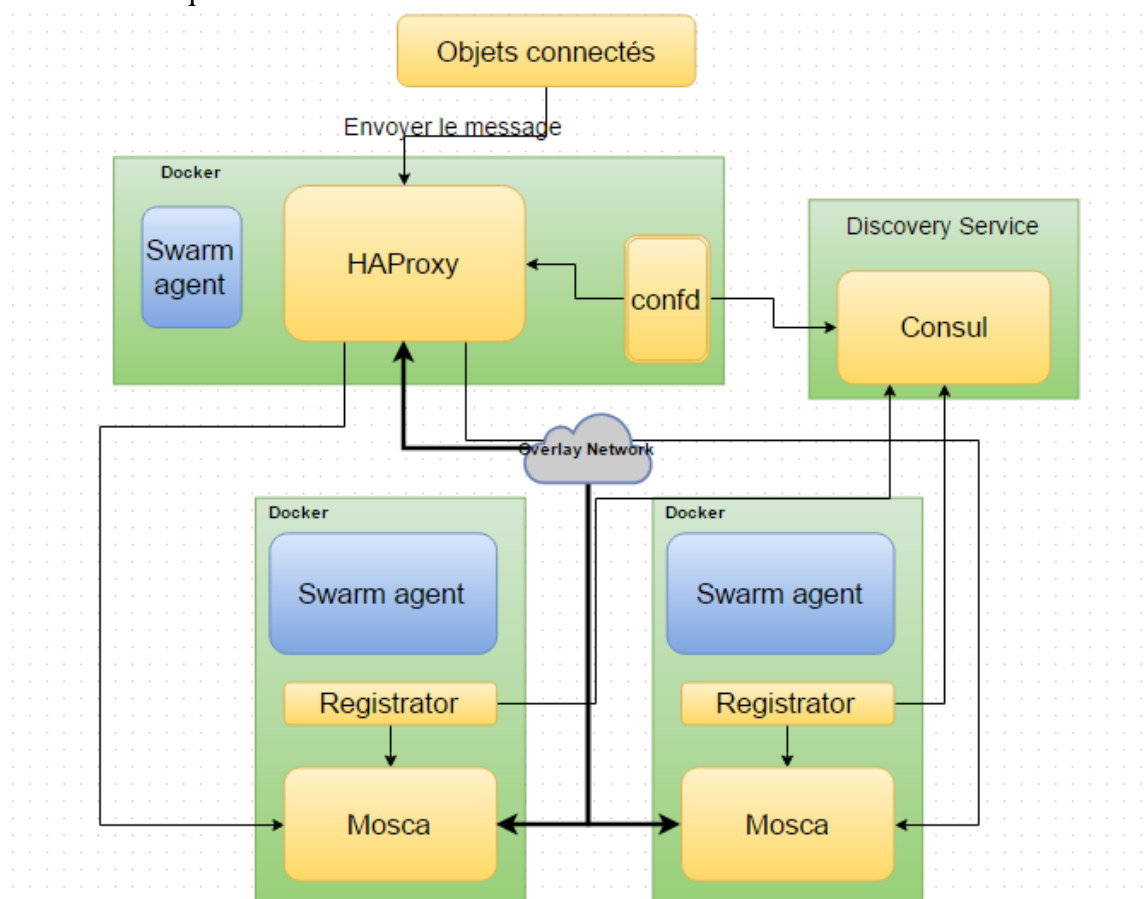 Objets connectés
Envoyer le message
Docker
Swarm
agent
HAProxy
confd
Discovery Service
Consul
Overlay Network
Docker
Swarm agent
Registrator
Mosca
Docker
Swarm agent
Registrator
Mosca